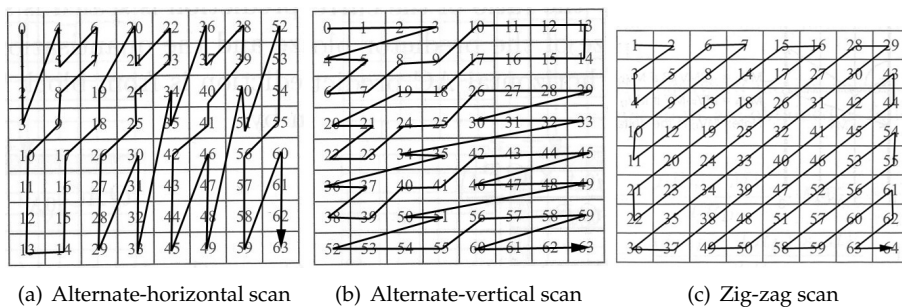 0 4 6 20 22 36 38 52
1 5 7 21 23 37 39 53
2 8 19 24 34 40 50 54
3 9 18 25 35 41 51 55
10 17 26 30 42 46 56 60
11 16 27 31 43 47 57 61
12 15 28 32 44 48 58 62
13 14 29 33 45 49 59 63
(a) Alternate-horizontal scan
0 1 2 3 10 11 12 13
4 5 8 9 17 16 15 14
6 7 19 18 26 27 28 29
20 21 24 25 30 31 32 33
22 23 34 35 42 43 44 45
36 37 40 41 46 47 48 49
38 39 50 51 56 57 58 59
52 53 54 55 60 61 62 63
(b) Alternate-vertical scan
1 2 6 7 15 16 28 29
3 5 8 14 17 27 30 43
4 9 13 18 26 31 42 44
10 12 19 25 32 41 45 54
11 20 24 33 40 46 53 55
21 23 34 39 47 52 56 61
22 35 38 48 51 57 60 62
36 37 49 50 58 59 63 64
(c) Zig-zag scan